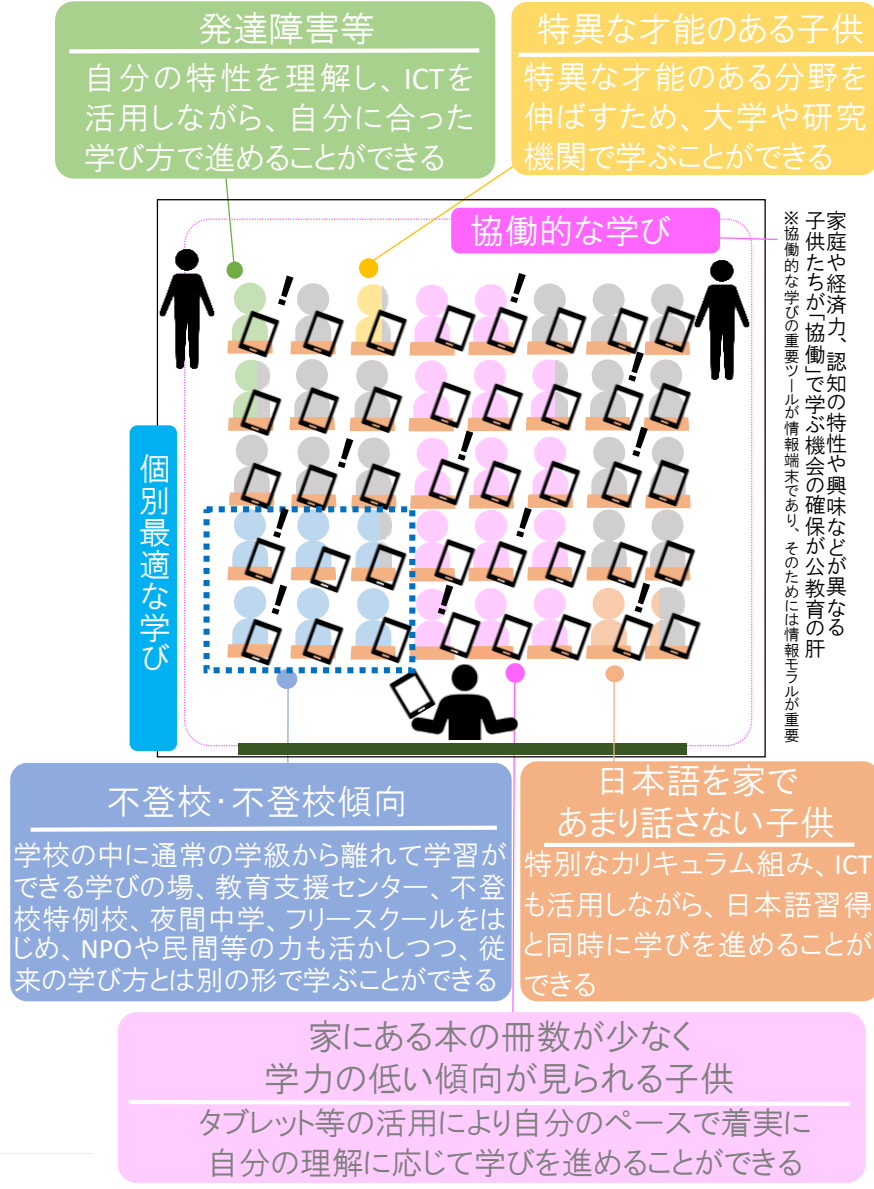 発達障害等
自分の特性を理解し、ICTを
活用しながら、自分に合った
学び方で進めることができる
特異な才能のある子供
特異な才能のある分野を
伸ばすため、大学や研究
機関で学ぶことができる
協働的な学び
家庭や経済力、認知の特性や興味などが異なる
子供たちが「協働」で学ぶ機会の確保が公教育の肝
※協働的な学びの重要ツールが情報端末であり、そのためには情報モラルが重要
!
!
!
!
!
!
!
!
!
!
個別最適な学び
不登校・不登校傾向
学校の中に通常の学級から離れて学習が
できる学びの場、教育支援センター、不登
校特例校、夜間中学、フリースクールをは
じめ、NPOや民間等の力も活かしつつ、従
来の学び方とは別の形で学ぶことができる
日本語を家で
あまり話さない子供
特別なカリキュラム組み、ICT
も活用しながら、日本語習得
と同時に学びを進めることが
できる
家にある本の冊数が少なく
学力の低い傾向が見られる子供
タブレット等の活用により自分のペースで着実に
自分の理解に応じて学びを進めることができる